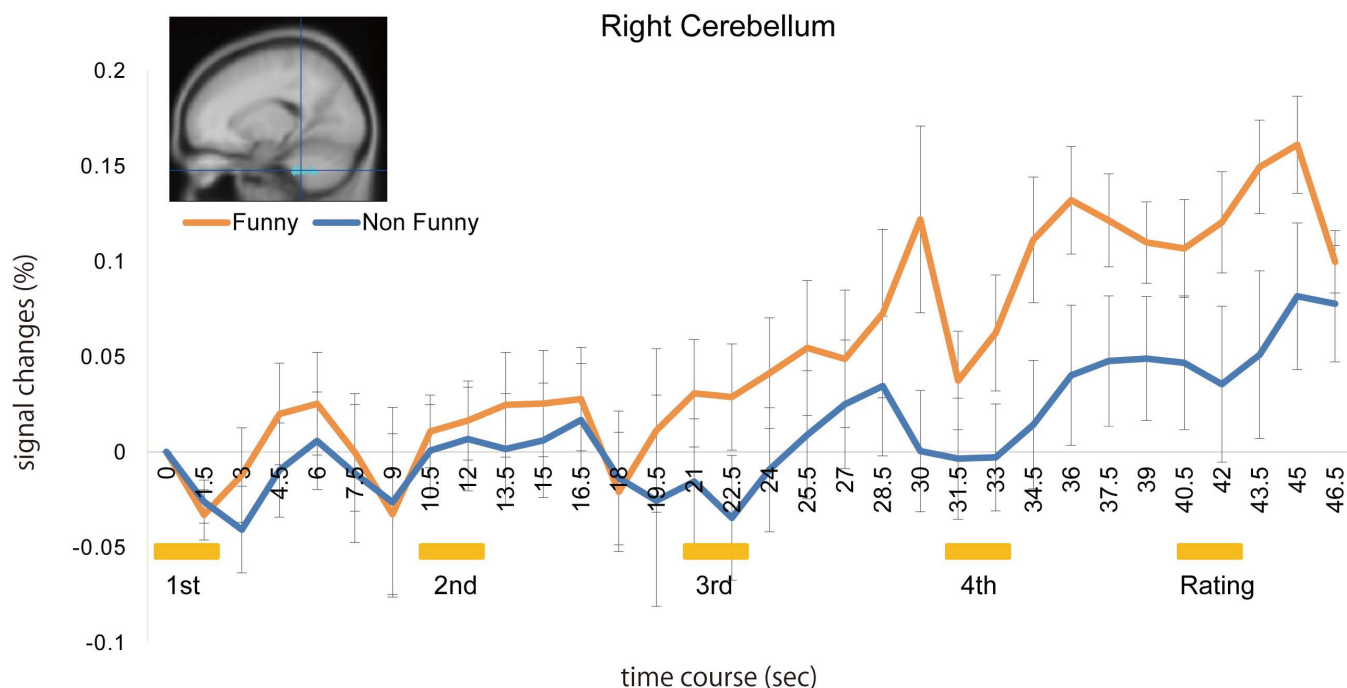 Right Cerebellum
0.2
0.15
Funny Non Funny
0.1
0.05
0
-0.05
-0.1
signal changes (%)
0 1.5 3 4.5 6 7.5 9 10.5 12 13.5 15 16.5 18 19.5 21 22.5 24 25.5 27 28.5 30 31.5 33 34.5 36 37.5 39 40.5 42 43.5 45 46.5
1st 2nd 3rd 4th Rating
time course (sec)